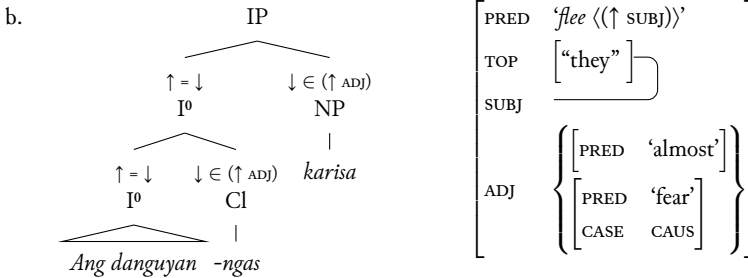 b. IP
PRED ‘flee ⟨(↑ SUBJ)⟩’
TOP [“they”]
↑ = ↓ ↓ ∈ (↑ ADJ)
SUBJ
I⁰ NP
PRED ‘almost’
↑ = ↓ ↓ ∈ (↑ ADJ) karisa
ADJ
PRED ‘fear’
I⁰ Cl
CASE CAUS
Ang danguyan -ngas